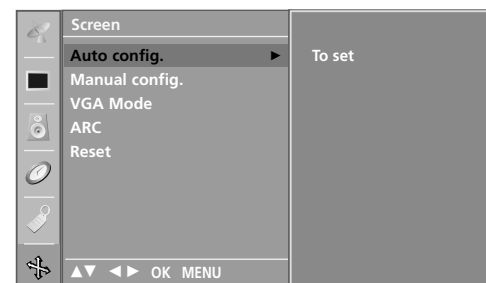 Screen
Auto config. ►
To set
Manual config.
VGA Mode
ARC
Reset
▲▼ ◄► OK MENU